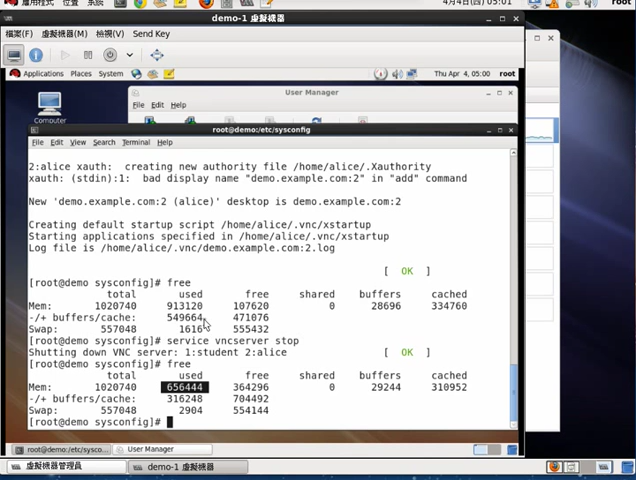 應用程式 位置 系統 4月4日(四) 05:01 root
demo-1 虛擬機器
檔案(F) 虛擬機器(M) 檢視(V) Send Key
Applications Places System Thu Apr 4, 05:00 root
User Manager
File Edit Help
Computer
root@demo:/etc/sysconfig
File Edit View Search Terminal Help
2:alice xauth: creating new authority file /home/alice/.Xauthority
xauth: (stdin):1: bad display name "demo.example.com:2" in "add" command
New 'demo.example.com:2 (alice)' desktop is demo.example.com:2
Creating default startup script /home/alice/.vnc/xstartup
Starting applications specified in /home/alice/.vnc/xstartup
Log file is /home/alice/.vnc/demo.example.com:2.log
[ OK ]
[root@demo sysconfig]# free
total used free shared buffers cached
Mem: 1020740 913120 107620 0 28696 334760
-/+ buffers/cache: 549664 471076
Swap: 557048 1616 555432
[root@demo sysconfig]# service vncserver stop
Shutting down VNC server: 1:student 2:alice [ OK ]
[root@demo sysconfig]# free
total used free shared buffers cached
Mem: 1020740 656444 364296 0 29244 310952
-/+ buffers/cache: 316248 704492
Swap: 557048 2904 554144
[root@demo sysconfig]#
root@demo:/etc/sysco... User Manager
虛擬機器管理員 demo-1 虛擬機器